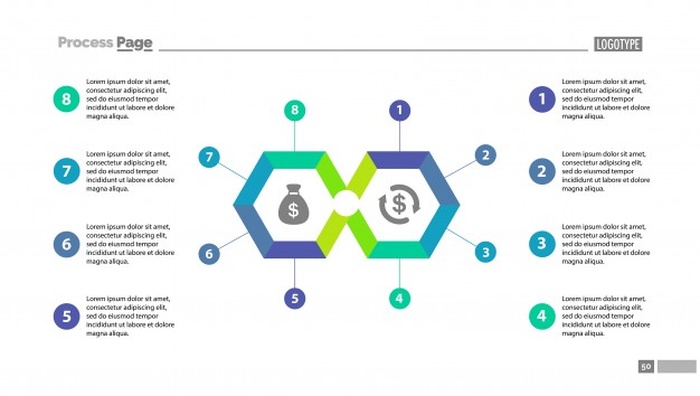 Process Page
LOGOTYPE
8
Lorem ipsum dolor sit amet,
consectetur adipiscing elit,
sed do eiusmod tempor
incididunt ut labore et dolore
magna aliqua.
7
Lorem ipsum dolor sit amet,
consectetur adipiscing elit,
sed do eiusmod tempor
incididunt ut labore et dolore
magna aliqua.
6
Lorem ipsum dolor sit amet,
consectetur adipiscing elit,
sed do eiusmod tempor
incididunt ut labore et dolore
magna aliqua.
5
Lorem ipsum dolor sit amet,
consectetur adipiscing elit,
sed do eiusmod tempor
incididunt ut labore et dolore
magna aliqua.
8
1
7
2
$
$
6
3
5
4
1
Lorem ipsum dolor sit amet,
consectetur adipiscing elit,
sed do eiusmod tempor
incididunt ut labore et dolore
magna aliqua.
2
Lorem ipsum dolor sit amet,
consectetur adipiscing elit,
sed do eiusmod tempor
incididunt ut labore et dolore
magna aliqua.
3
Lorem ipsum dolor sit amet,
consectetur adipiscing elit,
sed do eiusmod tempor
incididunt ut labore et dolore
magna aliqua.
4
Lorem ipsum dolor sit amet,
consectetur adipiscing elit,
sed do eiusmod tempor
incididunt ut labore et dolore
magna aliqua.
50